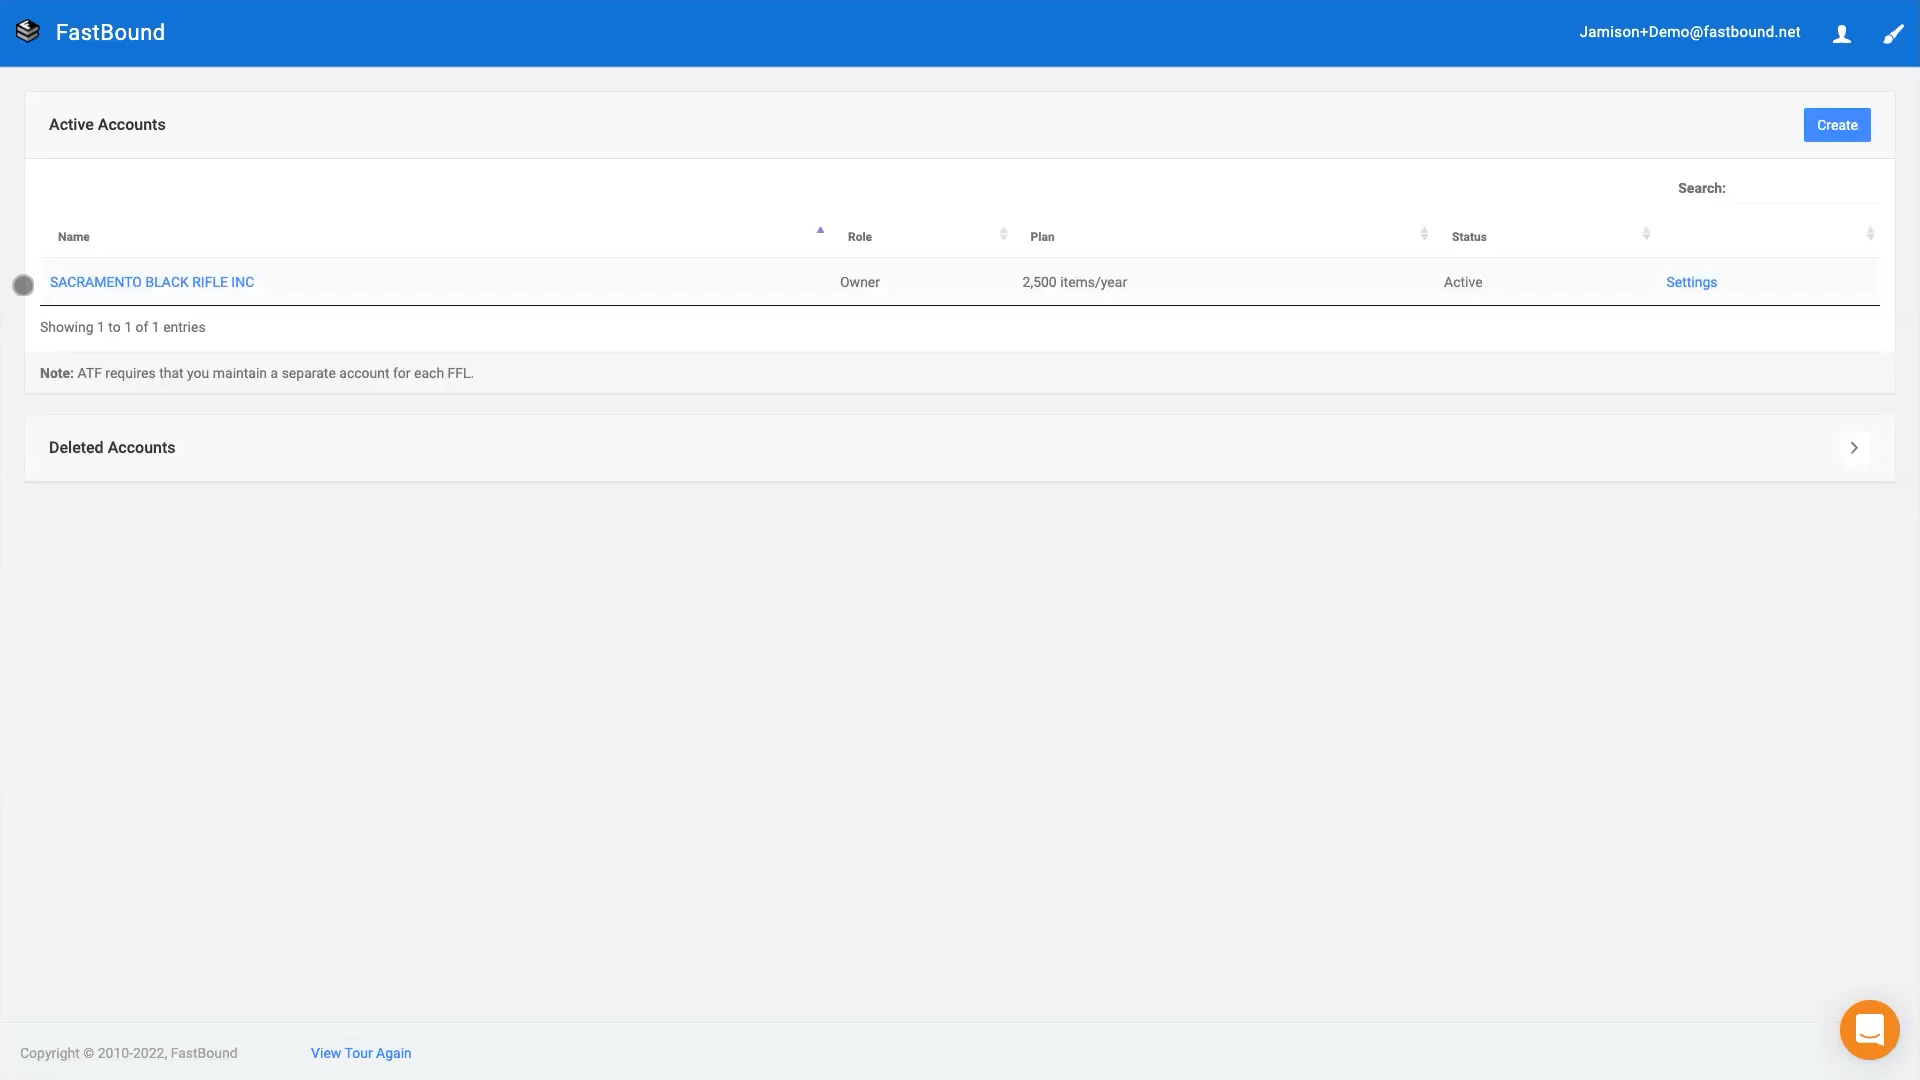 FastBound
Jamison+Demo@fastbound.net
Active Accounts
Create
Search:
Name Role Plan Status
SACRAMENTO BLACK RIFLE INC Owner 2,500 items/year Active Settings
Showing 1 to 1 of 1 entries
Note: ATF requires that you maintain a separate account for each FFL.
Deleted Accounts
Copyright © 2010-2022, FastBound View Tour Again